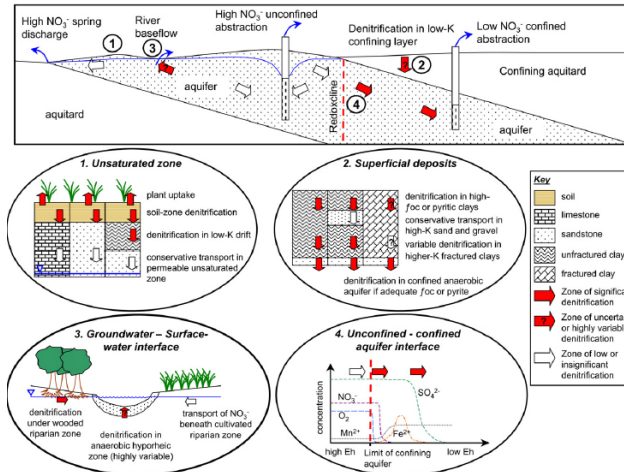 High NO₃⁻ spring
discharge
River
baseflow
High NO₃⁻ unconfined
abstraction
Denitrification in low-K
confining layer
Low NO₃⁻ confined
abstraction
1
3
2
4
Confining aquitard
aquifer
aquitard
Redoxcline
aquifer
1. Unsaturated zone
plant uptake
soil-zone denitrification
denitrification in low-K drift
conservative transport in
permeable unsaturated
zone
2. Superficial deposits
denitrification in high-
foc or pyritic clays
conservative transport in
high-K sand and gravel
variable denitrification in
higher-K fractured clays
denitrification in confined anaerobic
aquifer if adequate foc or pyrite
Key
soil
limestone
sandstone
unfractured clay
fractured clay
Zone of significa
denitrification
?
Zone of uncerta
or highly variabl
denitrification
Zone of low or
insignificant
denitrification
3. Groundwater – Surface-
water interface
denitrification
under wooded
riparian zone
denitrification in
anaerobic hyporheic
zone (highly variable)
transport of NO₃⁻
beneath cultivated
riparian zone
4. Unconfined - confined
aquifer interface
concentration
NO₃⁻
O₂
Mn²⁺
Fe²⁺
SO₄²⁻
high Eh
Limit of confining
aquifer
low Eh